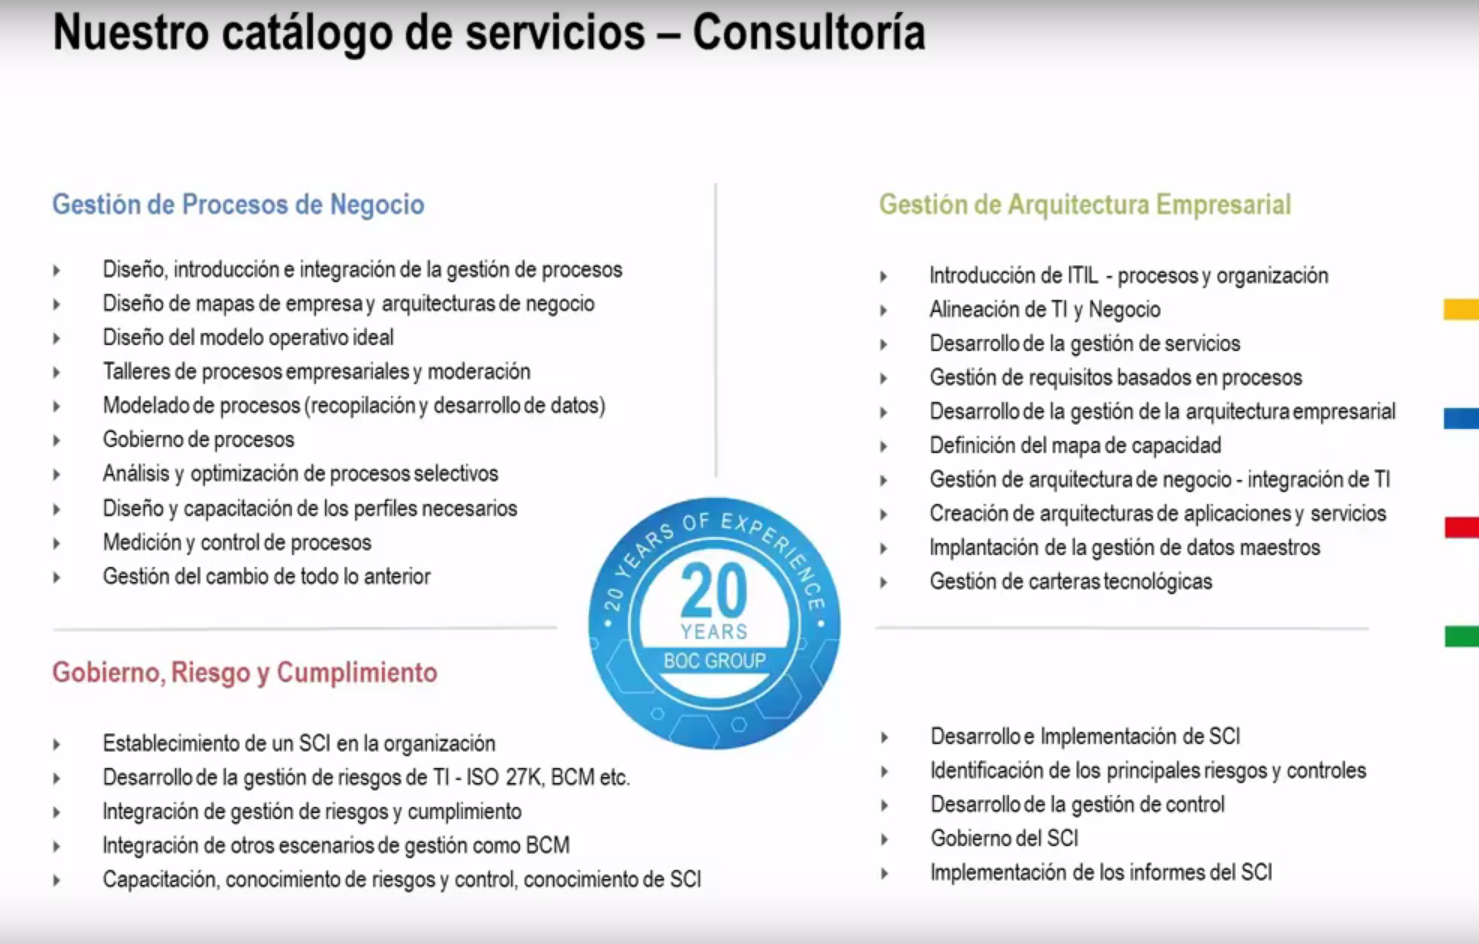 Nuestro catálogo de servicios – Consultoría
Gestión de Procesos de Negocio
Diseño, introducción e integración de la gestión de procesos
Diseño de mapas de empresa y arquitecturas de negocio
Diseño del modelo operativo ideal
Talleres de procesos empresariales y moderación
Modelado de procesos (recopilación y desarrollo de datos)
Gobierno de procesos
Análisis y optimización de procesos selectivos
Diseño y capacitación de los perfiles necesarios
Medición y control de procesos
Gestión del cambio de todo lo anterior
Gestión de Arquitectura Empresarial
Introducción de ITIL - procesos y organización
Alineación de TI y Negocio
Desarrollo de la gestión de servicios
Gestión de requisitos basados en procesos
Desarrollo de la gestión de la arquitectura empresarial
Definición del mapa de capacidad
Gestión de arquitectura de negocio - integración de TI
Creación de arquitecturas de aplicaciones y servicios
Implantación de la gestión de datos maestros
Gestión de carteras tecnológicas
• 20 YEARS OF EXPERIENCE •
20
YEARS
BOC GROUP
Gobierno, Riesgo y Cumplimiento
Establecimiento de un SCI en la organización
Desarrollo de la gestión de riesgos de TI - ISO 27K, BCM etc.
Integración de gestión de riesgos y cumplimiento
Integración de otros escenarios de gestión como BCM
Capacitación, conocimiento de riesgos y control, conocimiento de SCI
Desarrollo e Implementación de SCI
Identificación de los principales riesgos y controles
Desarrollo de la gestión de control
Gobierno del SCI
Implementación de los informes del SCI